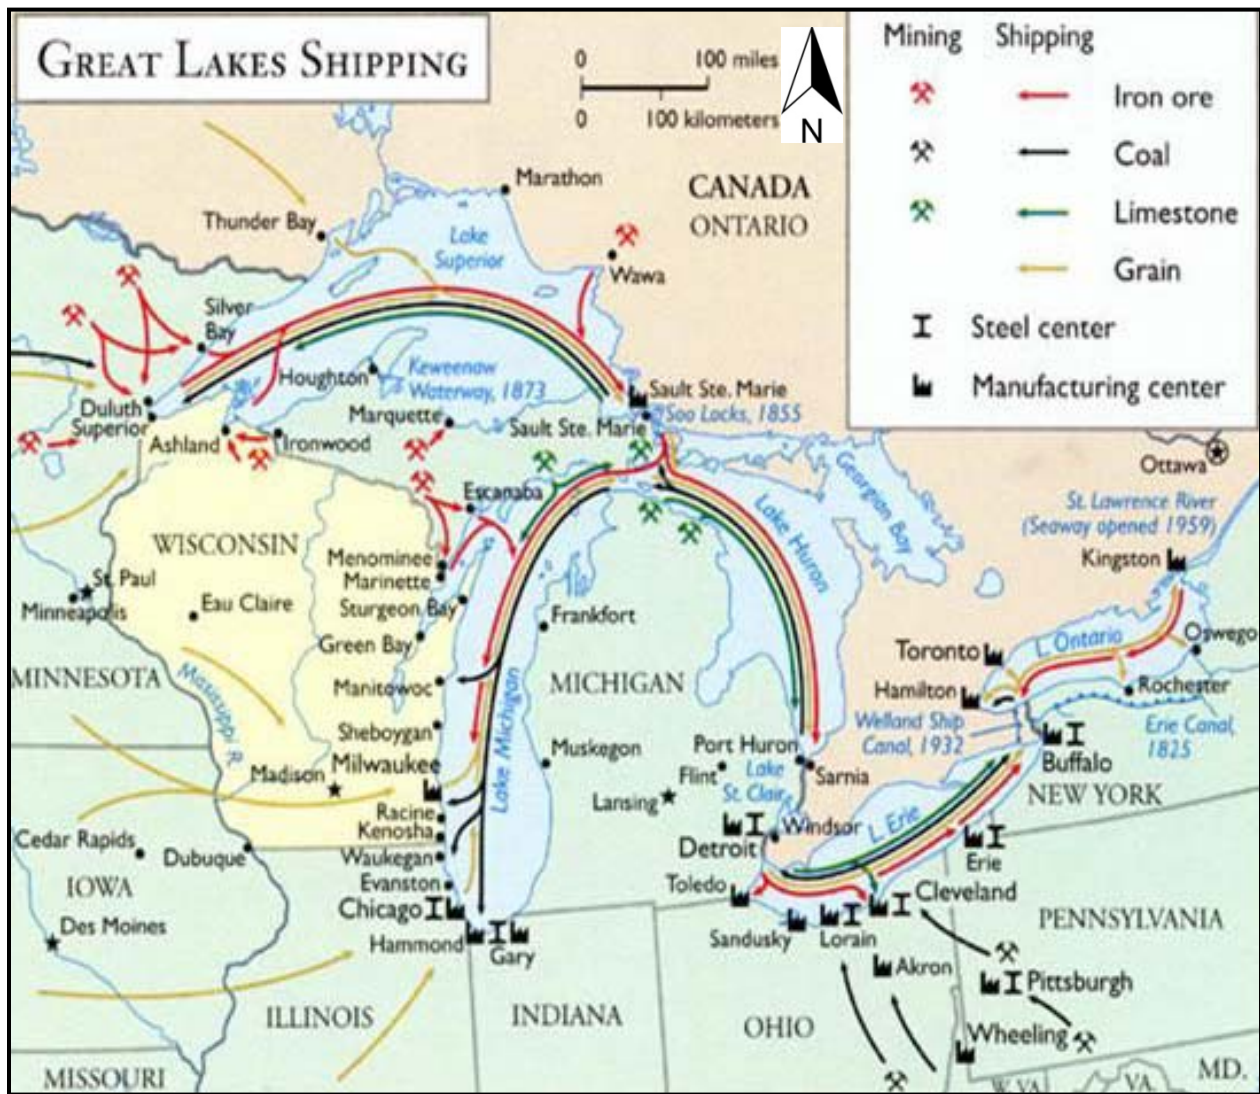 GREAT LAKES SHIPPING
0 100 miles
0 100 kilometers
N
Mining Shipping
Iron ore
Coal
Limestone
Grain
Steel center
Manufacturing center
CANADA
ONTARIO
Marathon
Thunder Bay
Lake
Superior
Wawa
Silver
Bay
Houghton
Keweenaw
Waterway, 1873
Sault Ste. Marie
Soo Locks, 1855
Duluth
Superior
Marquette
Sault Ste. Marie
Ashland
Ironwood
Ottawa
Georgian Bay
Escanaba
St. Lawrence River
(Seaway opened 1959)
Lake Huron
WISCONSIN
Menominee
Marinette
Kingston
St. Paul
Minneapolis
Eau Claire
Sturgeon Bay
Frankfort
Green Bay
L. Ontario
Oswego
Toronto
MINNESOTA
Mississippi R.
Manitowoc
Lake Michigan
MICHIGAN
Hamilton
Rochester
Welland Ship
Canal, 1932
Erie Canal,
1825
Sheboygan
Muskegon
Port Huron
Sarnia
Buffalo
Milwaukee
Madison
Flint
Lake
St. Clair
Lansing
NEW YORK
Racine
Kenosha
Windsor
L. Erie
Cedar Rapids
Dubuque
Waukegan
Detroit
Erie
IOWA
Evanston
Toledo
Cleveland
Chicago
Des Moines
Hammond
Gary
Sandusky
Lorain
PENNSYLVANIA
Akron
Pittsburgh
ILLINOIS
INDIANA
OHIO
Wheeling
MISSOURI
W. VA.
VA.
MD.